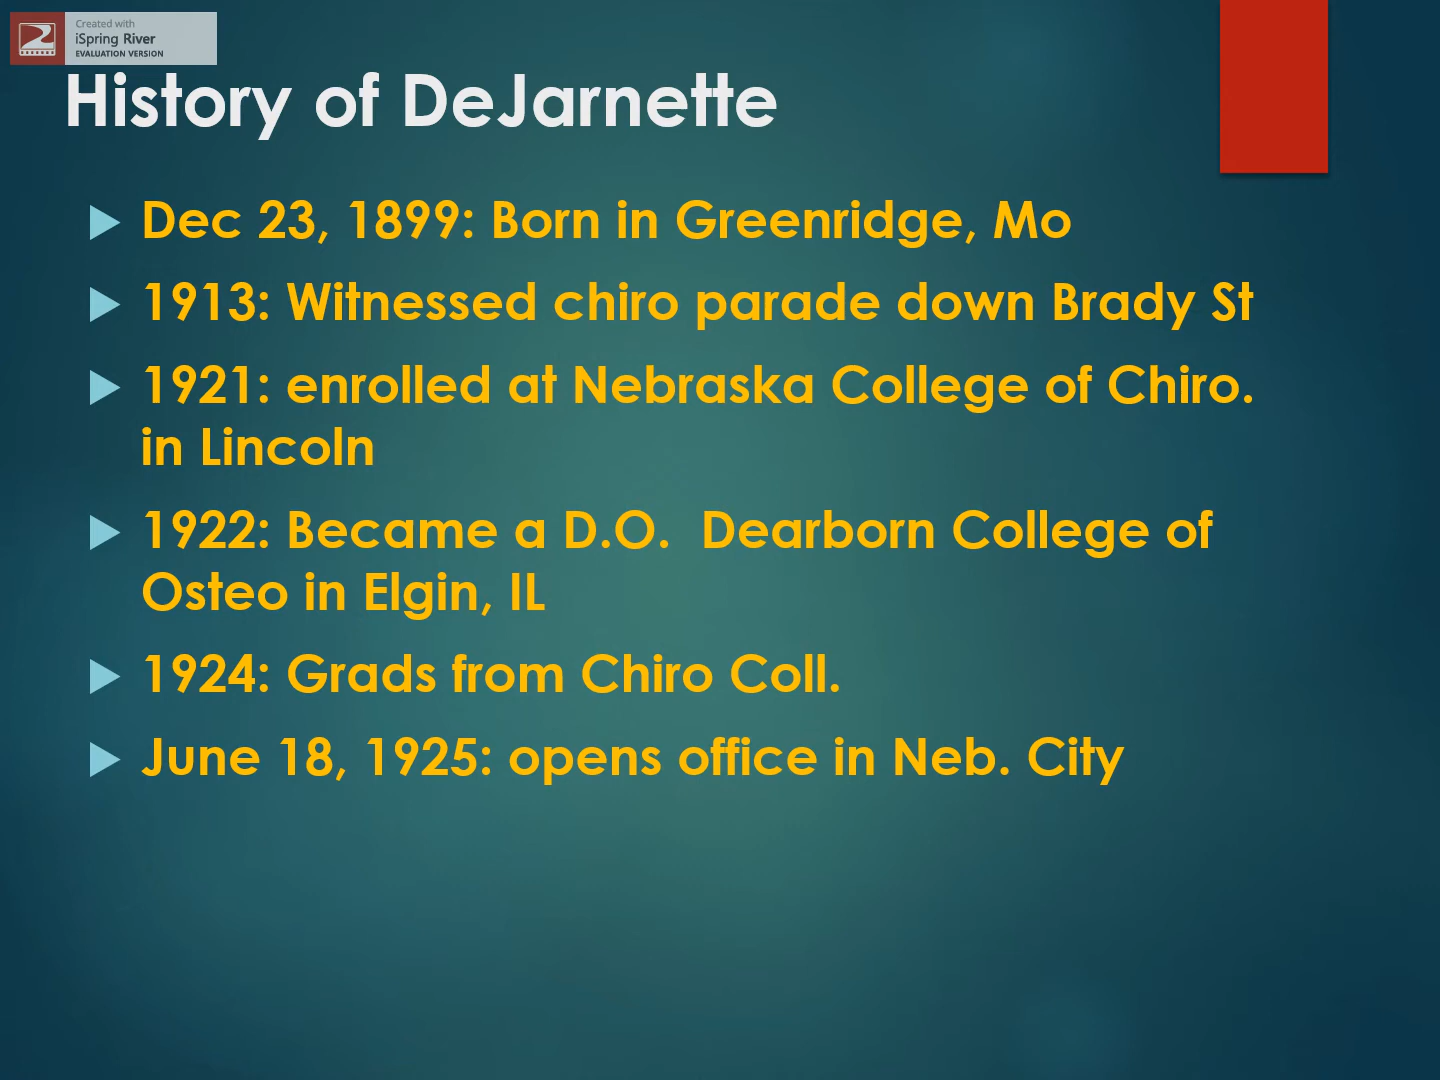 Created with
iSpring River
EVALUATION VERSION
History of DeJarnette
Dec 23, 1899: Born in Greenridge, Mo
1913: Witnessed chiro parade down Brady St
1921: enrolled at Nebraska College of Chiro.
in Lincoln
1922: Became a D.O.  Dearborn College of
Osteo in Elgin, IL
1924: Grads from Chiro Coll.
June 18, 1925: opens office in Neb. City